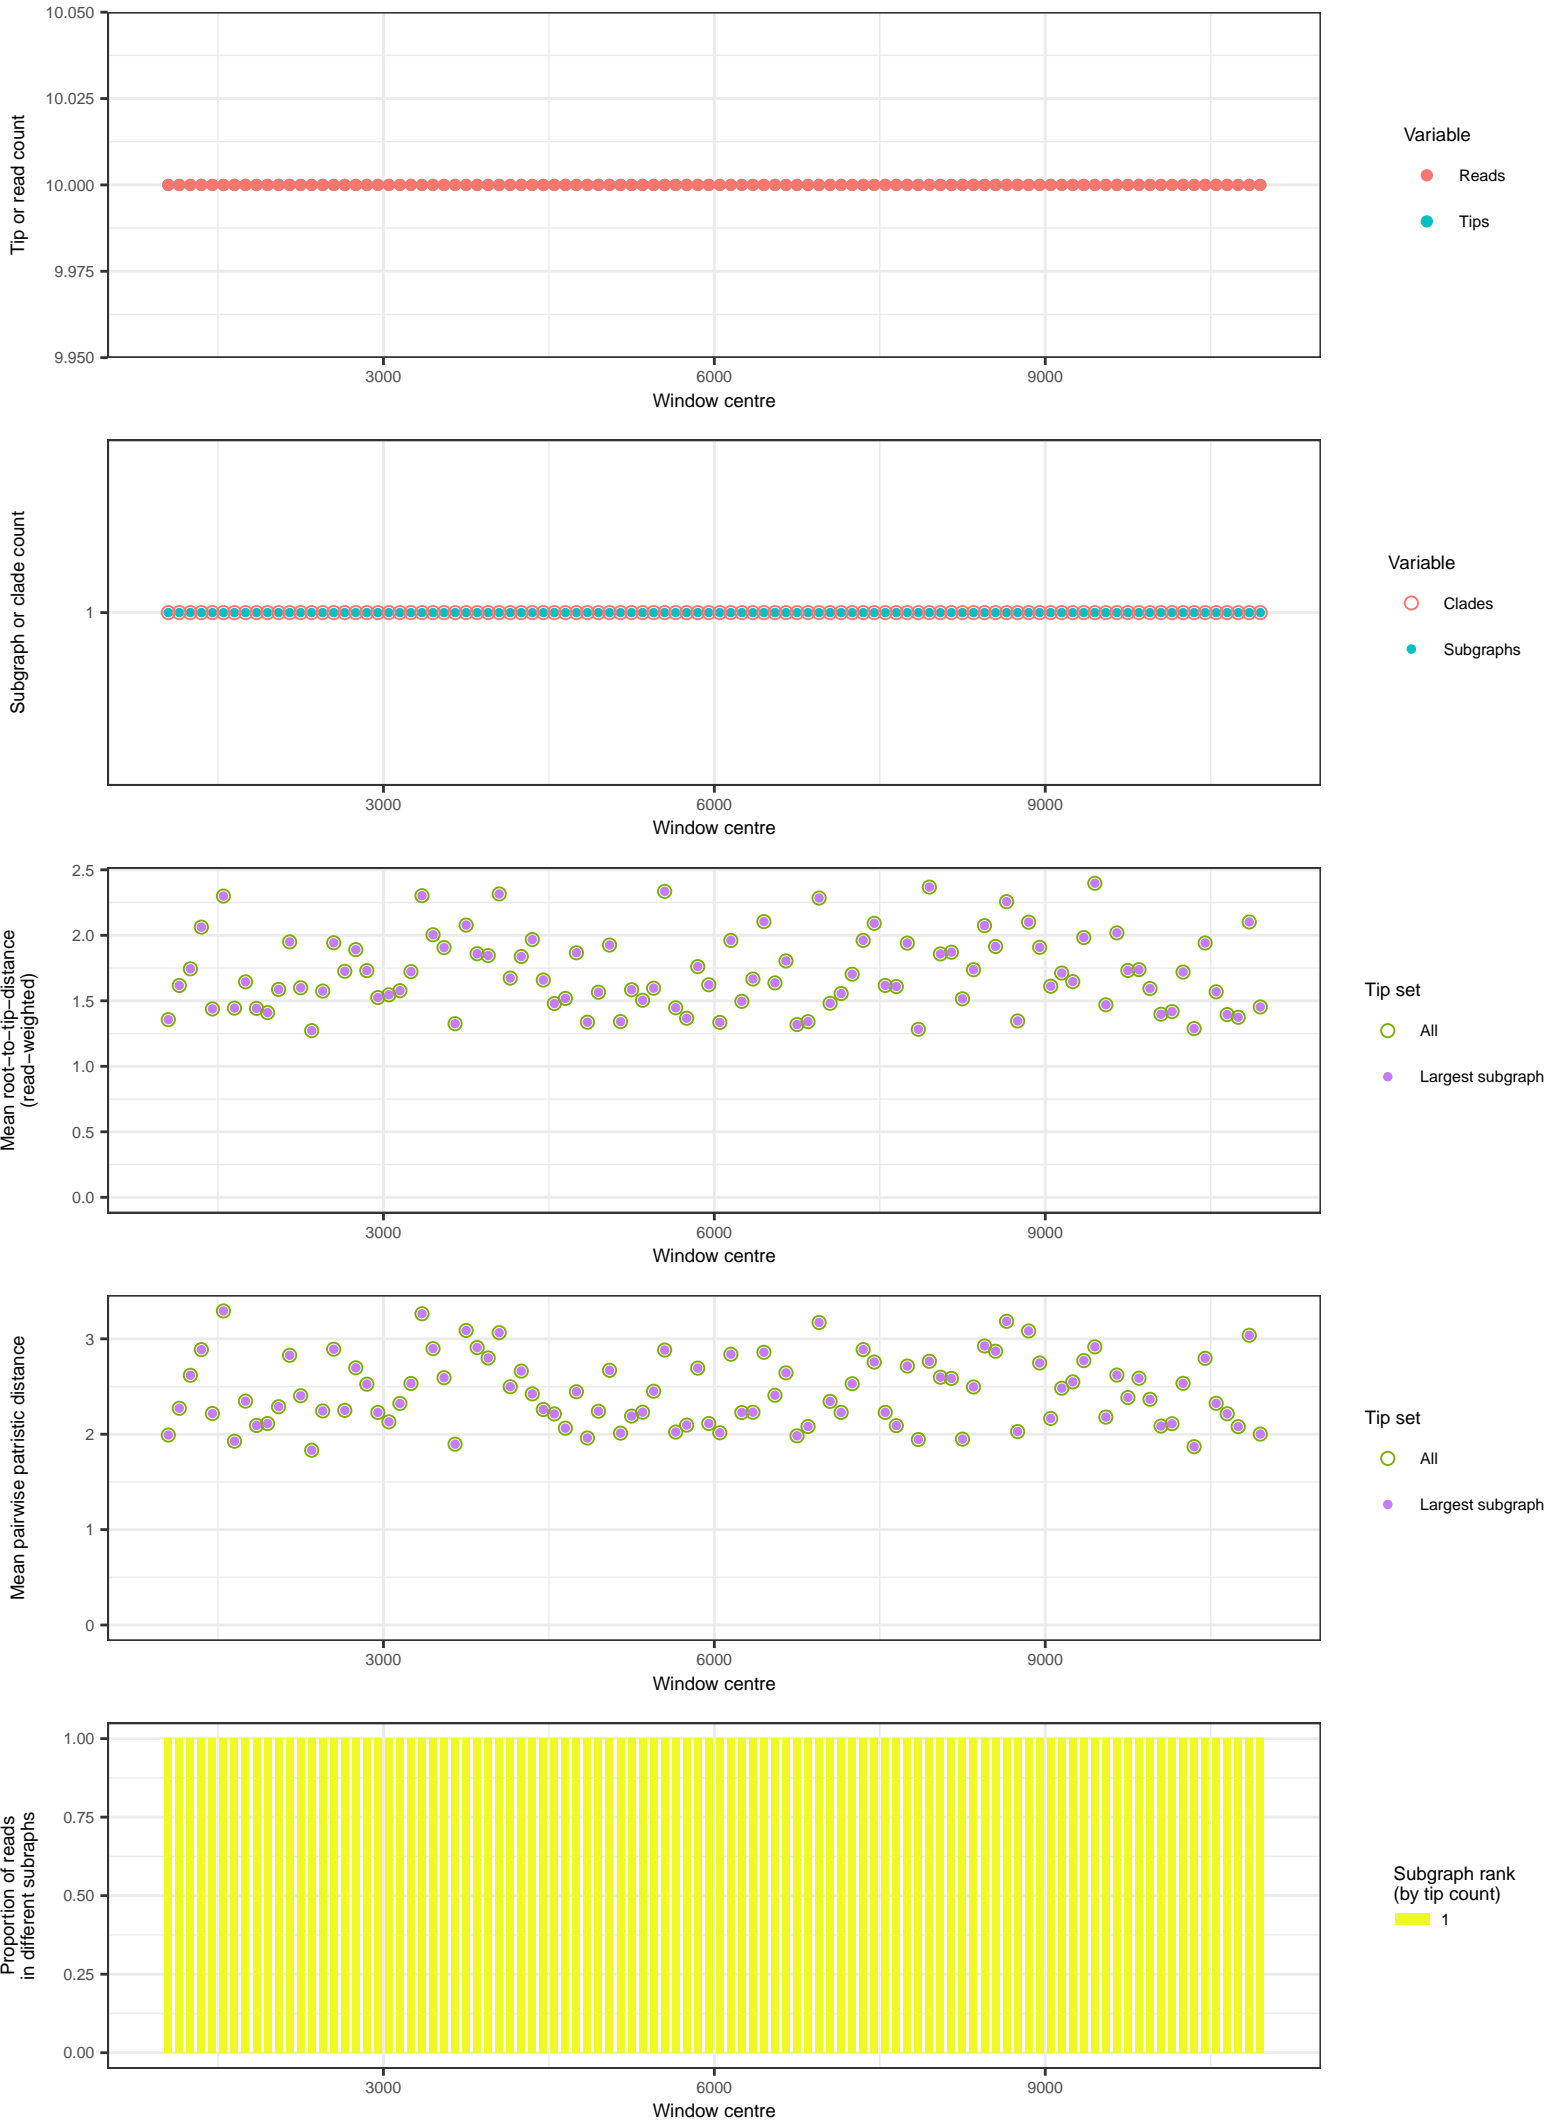 10.050
10.025
10.000
9.975
9.950
Tip or read count
3000 6000 9000
Window centre
Variable
Reads
Tips
1
Subgraph or clade count
3000 6000 9000
Window centre
Variable
Clades
Subgraphs
2.5
2.0
1.5
1.0
0.5
0.0
Mean root−to−tip−distance
(read−weighted)
3000 6000 9000
Window centre
Tip set
All
Largest subgraph
3
2
1
0
Mean pairwise patristic distance
3000 6000 9000
Window centre
Tip set
All
Largest subgraph
1.00
0.75
0.50
0.25
0.00
Proportion of reads
in different subraphs
3000 6000 9000
Window centre
Subgraph rank
(by tip count)
1